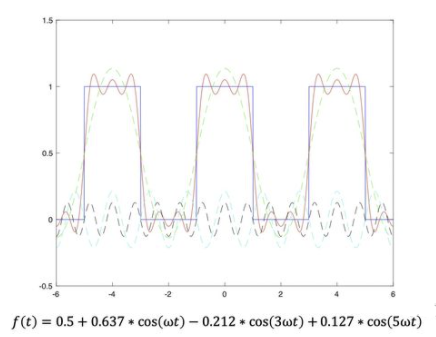 1.5
1
0.5
0
-0.5
-6 -4 -2 0 2 4 6
f(t) = 0.5 + 0.637 * cos(ωt) − 0.212 * cos(3ωt) + 0.127 * cos(5ωt)